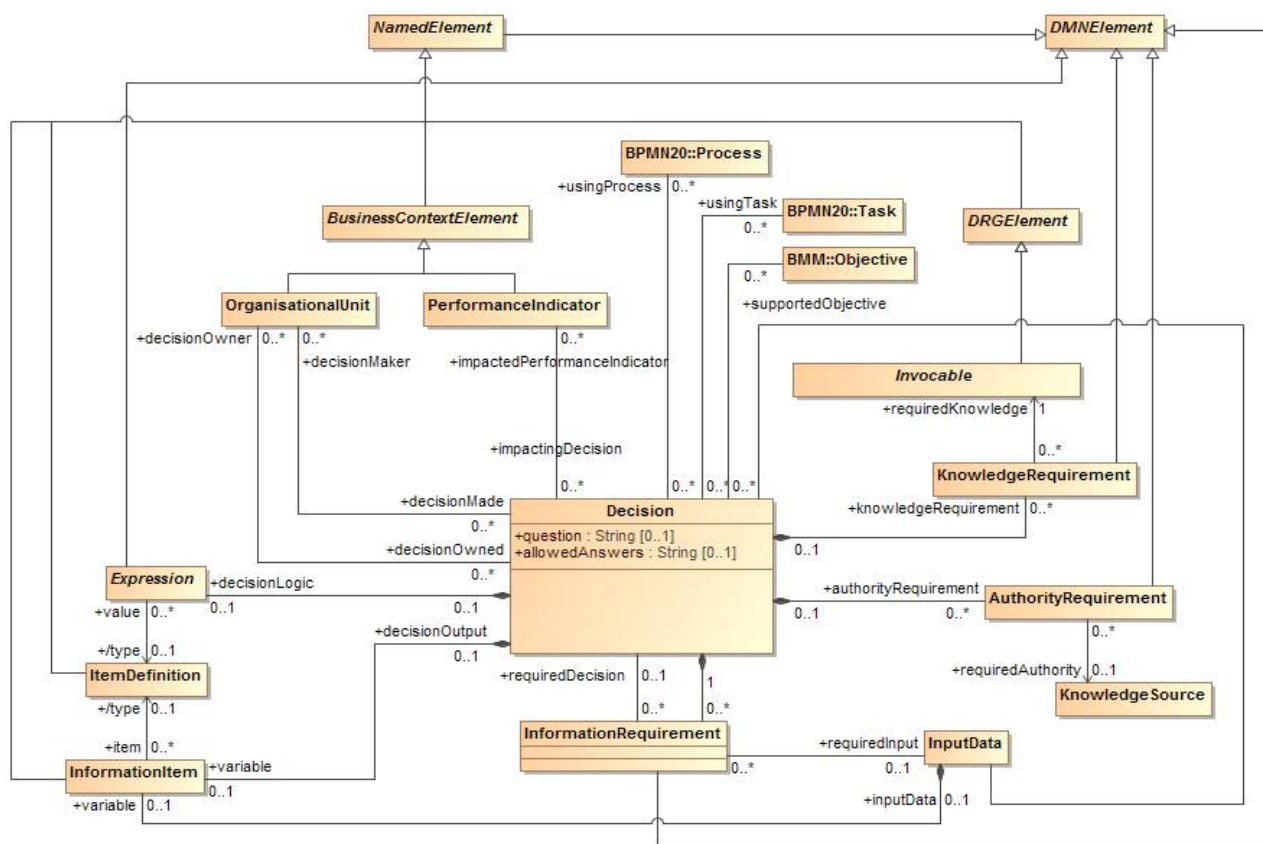 NamedElement
DMNElement
BPMN20::Process
+usingProcess
0..*
+usingTask
BPMN20::Task
0..*
BusinessContextElement
DRGElement
BMM::Objective
0..*
+supportedObjective
OrganisationalUnit
PerformanceIndicator
+decisionOwner
0..*
0..*
0..*
+decisionMaker
+impactedPerformanceIndicator
Invocable
+requiredKnowledge
1
+impactingDecision
0..*
KnowledgeRequirement
0..*
0..*
0..*
0..*
+decisionMade
0..*
Decision
+knowledgeRequirement
0..*
+question : String [0..1]
+allowedAnswers : String [0..1]
0..1
+decisionOwned
0..*
Expression
+decisionLogic
0..1
0..1
+authorityRequirement
0..1
0..*
AuthorityRequirement
+value
0..*
+decisionOutput
0..1
0..*
+/type
0..1
ItemDefinition
+requiredDecision
0..1
1
+requiredAuthority
0..1
KnowledgeSource
+/type
0..1
0..*
0..*
+item
0..*
InformationRequirement
+requiredInput
InputData
InformationItem
+variable
0..1
0..*
0..1
+variable
0..1
+inputData
0..1